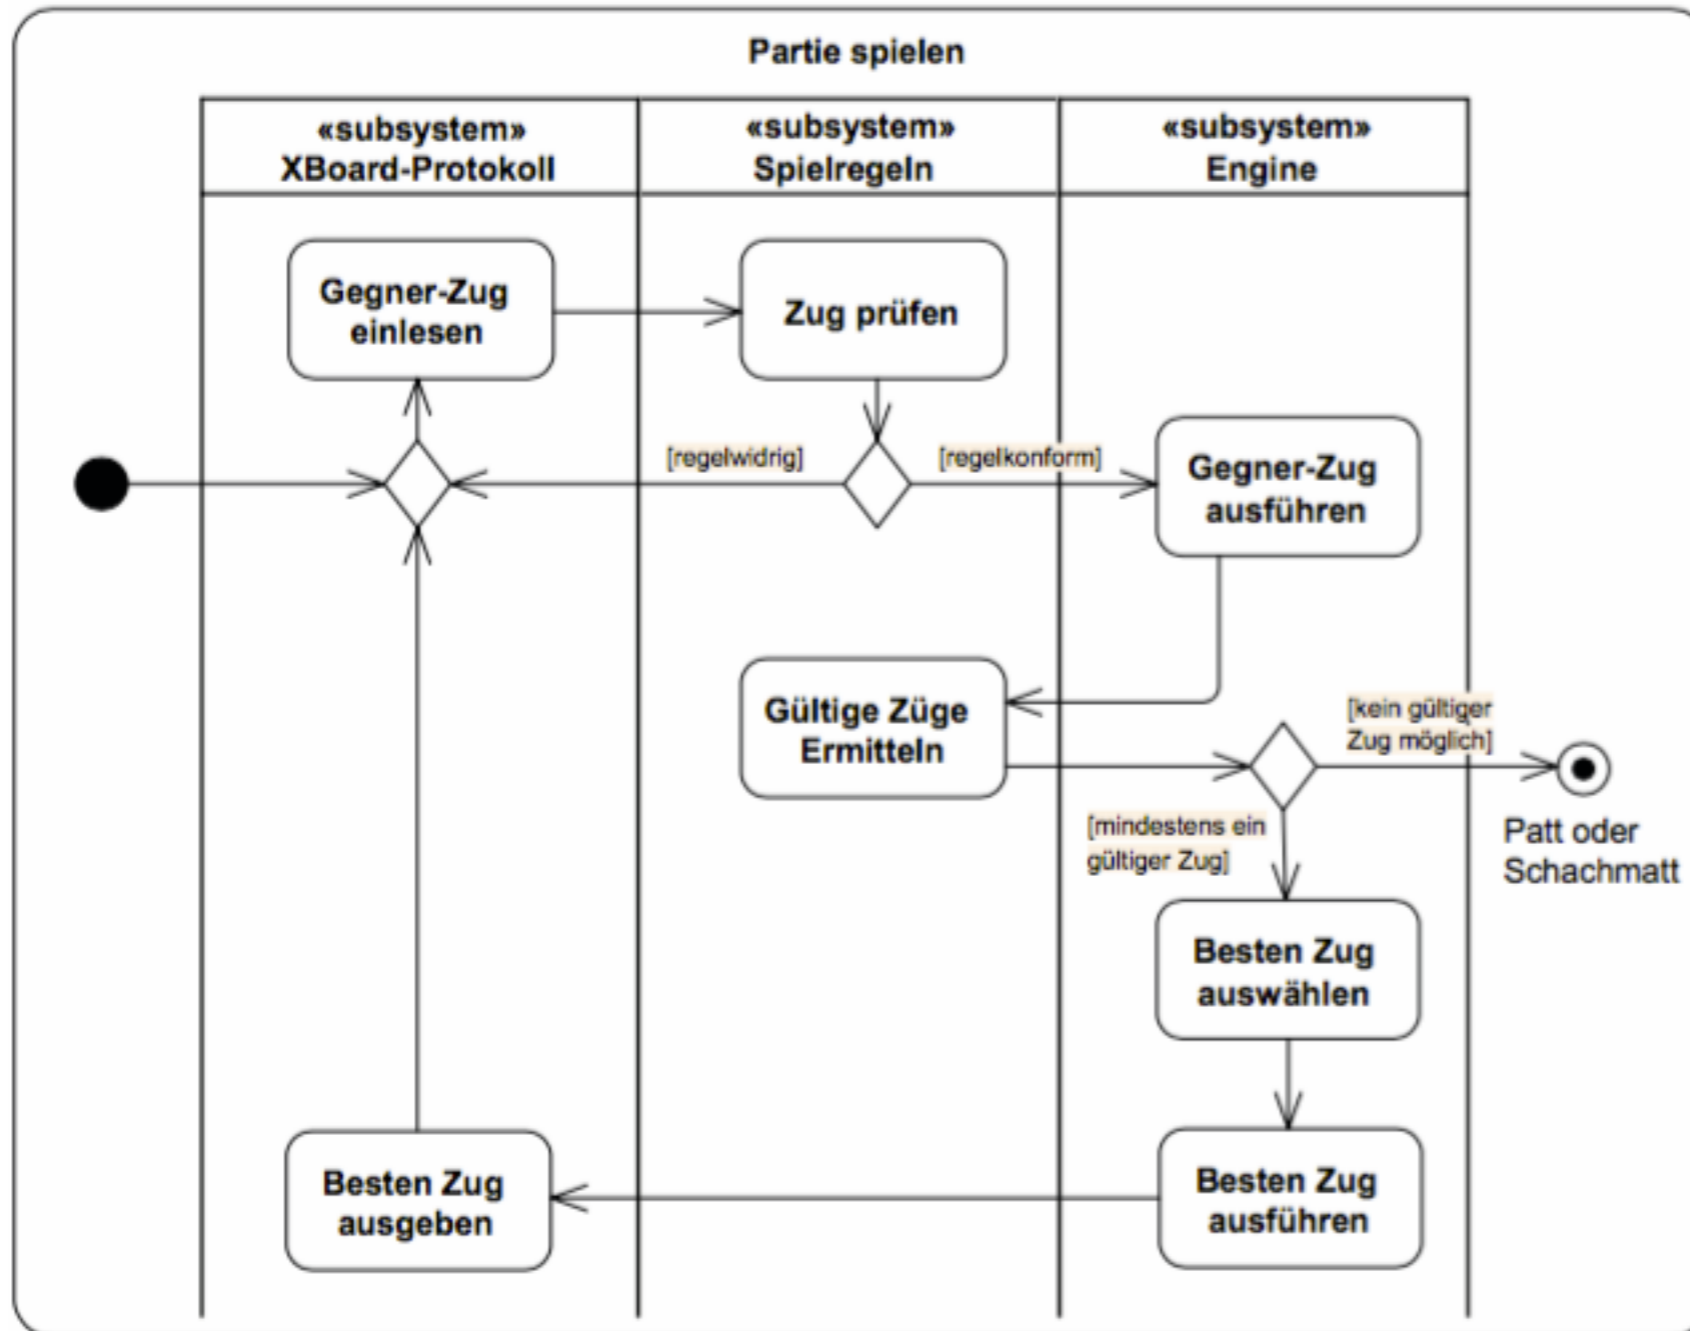 Partie spielen
«subsystem»
XBoard-Protokoll
«subsystem»
Spielregeln
«subsystem»
Engine
Gegner-Zug
einlesen
Zug prüfen
[regelwidrig]
[regelkonform]
Gegner-Zug
ausführen
Gültige Züge
Ermitteln
[kein gültiger
Zug möglich]
[mindestens ein
gültiger Zug]
Patt oder
Schachmatt
Besten Zug
auswählen
Besten Zug
ausgeben
Besten Zug
ausführen